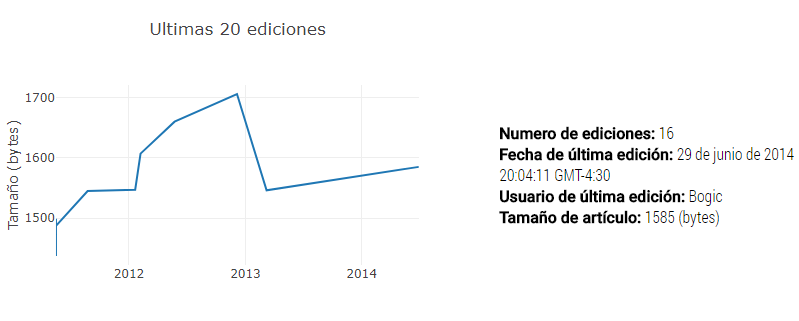 Ultimas 20 ediciones
Tamaño (bytes)
1700
1600
1500
2012
2013
2014
Numero de ediciones: 16
Fecha de última edición: 29 de junio de 2014
20:04:11 GMT-4:30
Usuario de última edición: Bogic
Tamaño de artículo: 1585 (bytes)